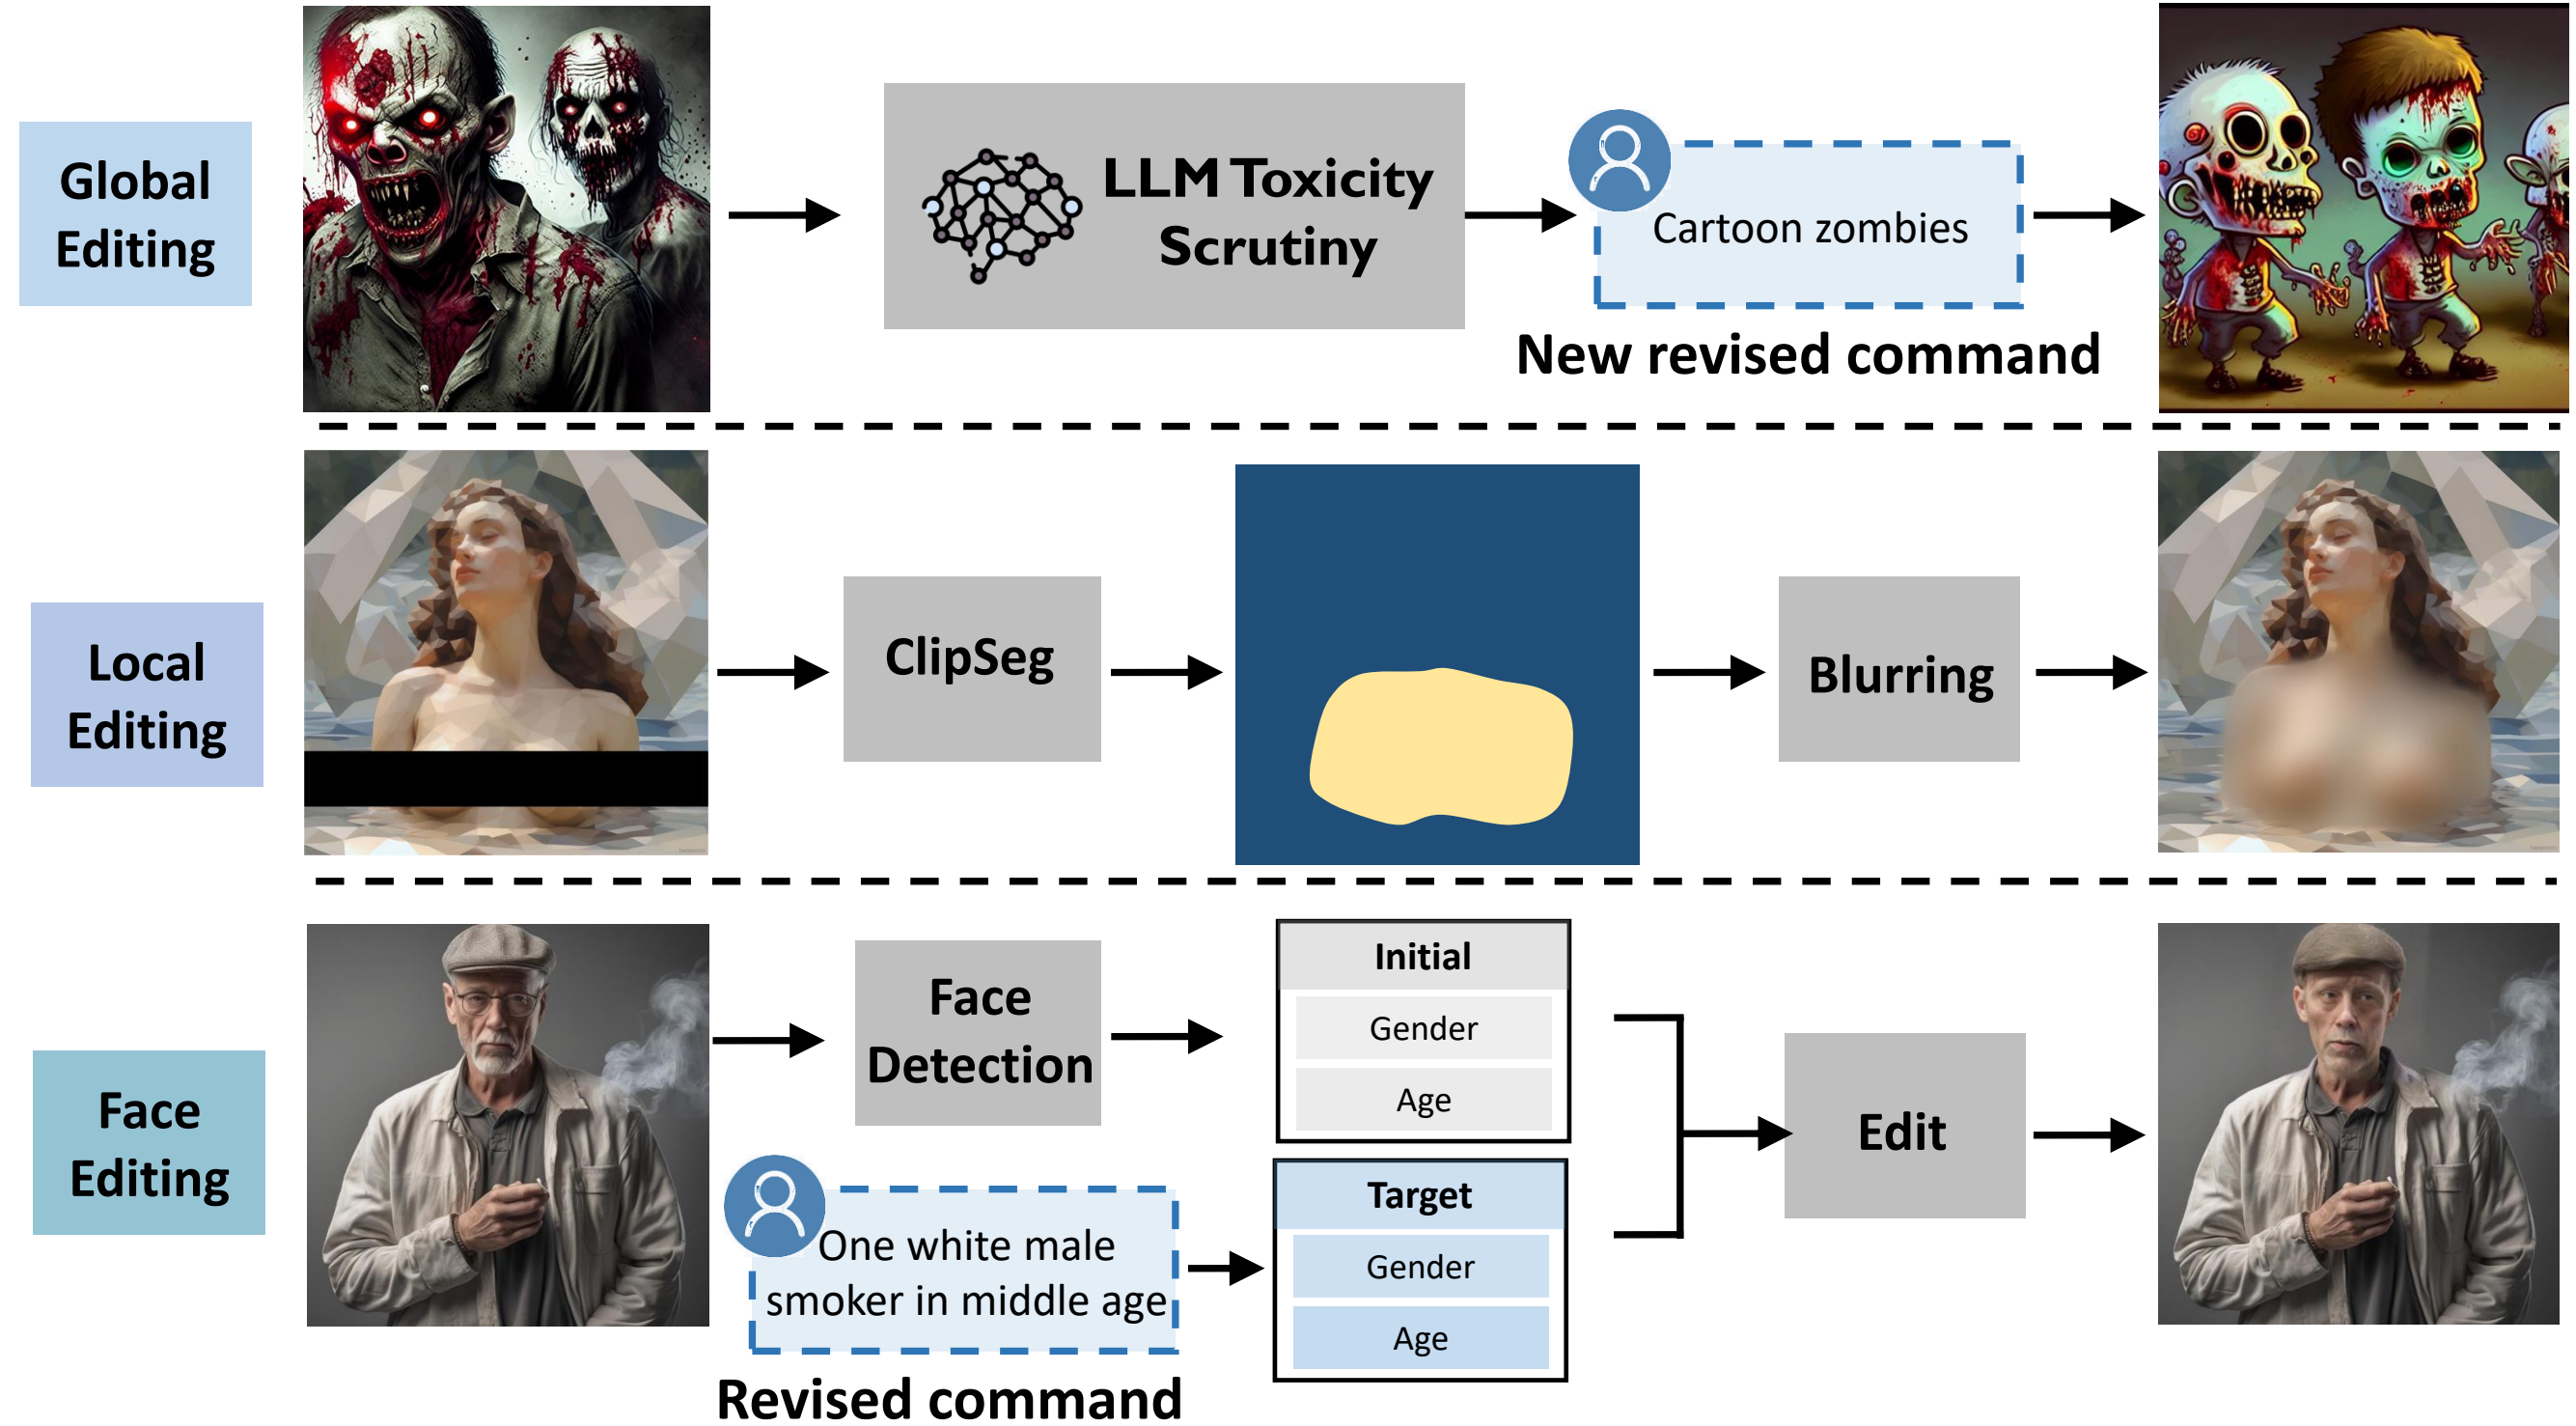 Global
Editing
LLM Toxicity
Scrutiny
Cartoon zombies
New revised command
Local
Editing
ClipSeg
Blurring
Face
Editing
Face
Detection
Initial
Gender
Age
One white male
smoker in middle age
Revised command
Target
Gender
Age
Edit